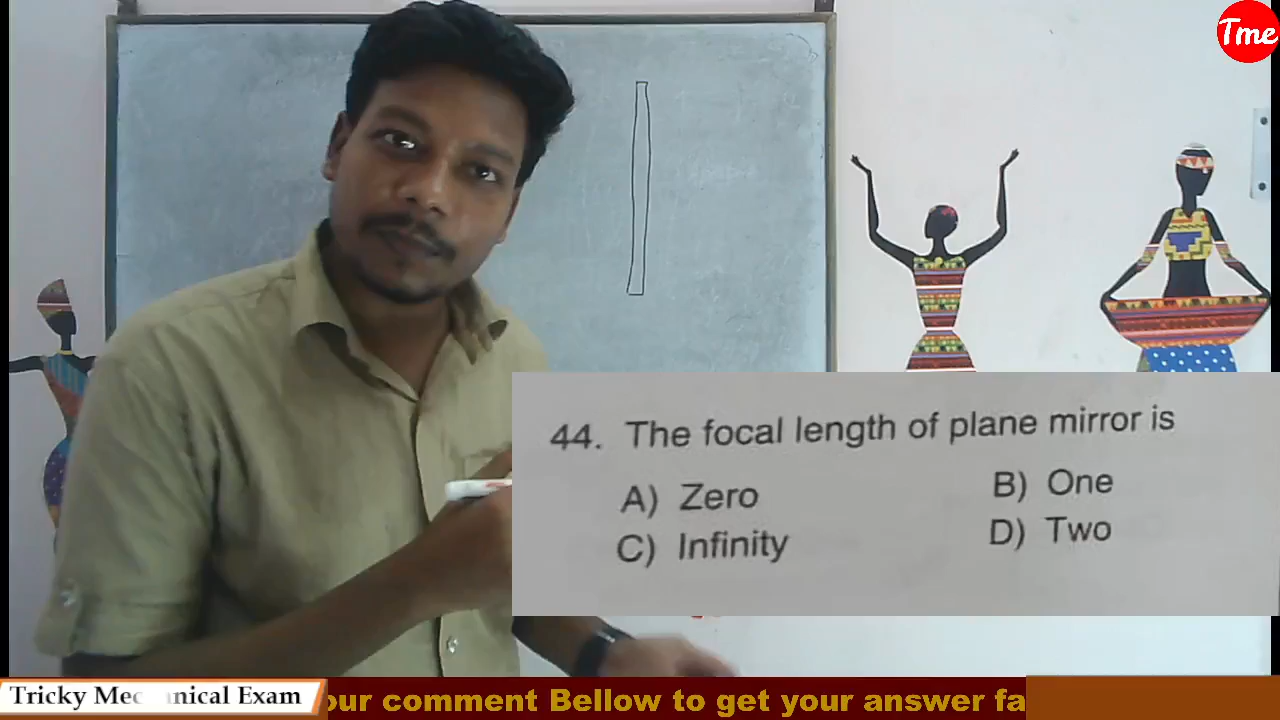 Tme
44. The focal length of plane mirror is
A) Zero B) One
C) Infinity D) Two
Tricky Mec nical Exam
our comment Bellow to get your answer fa